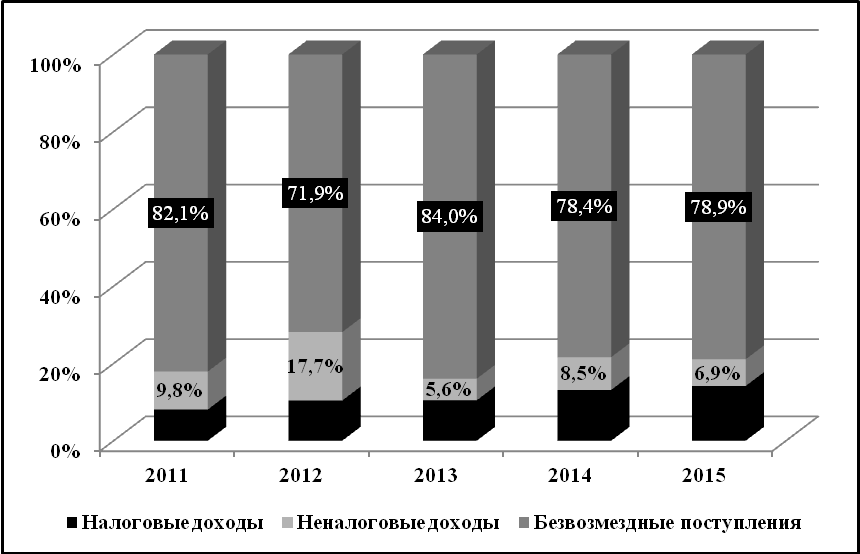 100%
80%
60%
40%
20%
0%
82,1% 71,9% 84,0% 78,4% 78,9%
9,8% 17,7% 5,6% 8,5% 6,9%
2011 2012 2013 2014 2015
Налоговые доходы Неналоговые доходы Безвозмездные поступления